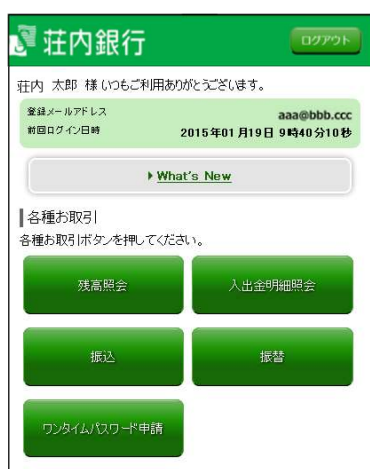 荘内銀行
ログアウト
荘内 太郎 様 いつもご利用ありがとうございます。
登録メールアドレス aaa@bbb.ccc
前回ログイン日時 2015年01月19日 9時40分10秒
What's New
各種お取引
各種お取引ボタンを押してください。
残高照会 入出金明細照会
振込 振替
ワンタイムパスワード申請